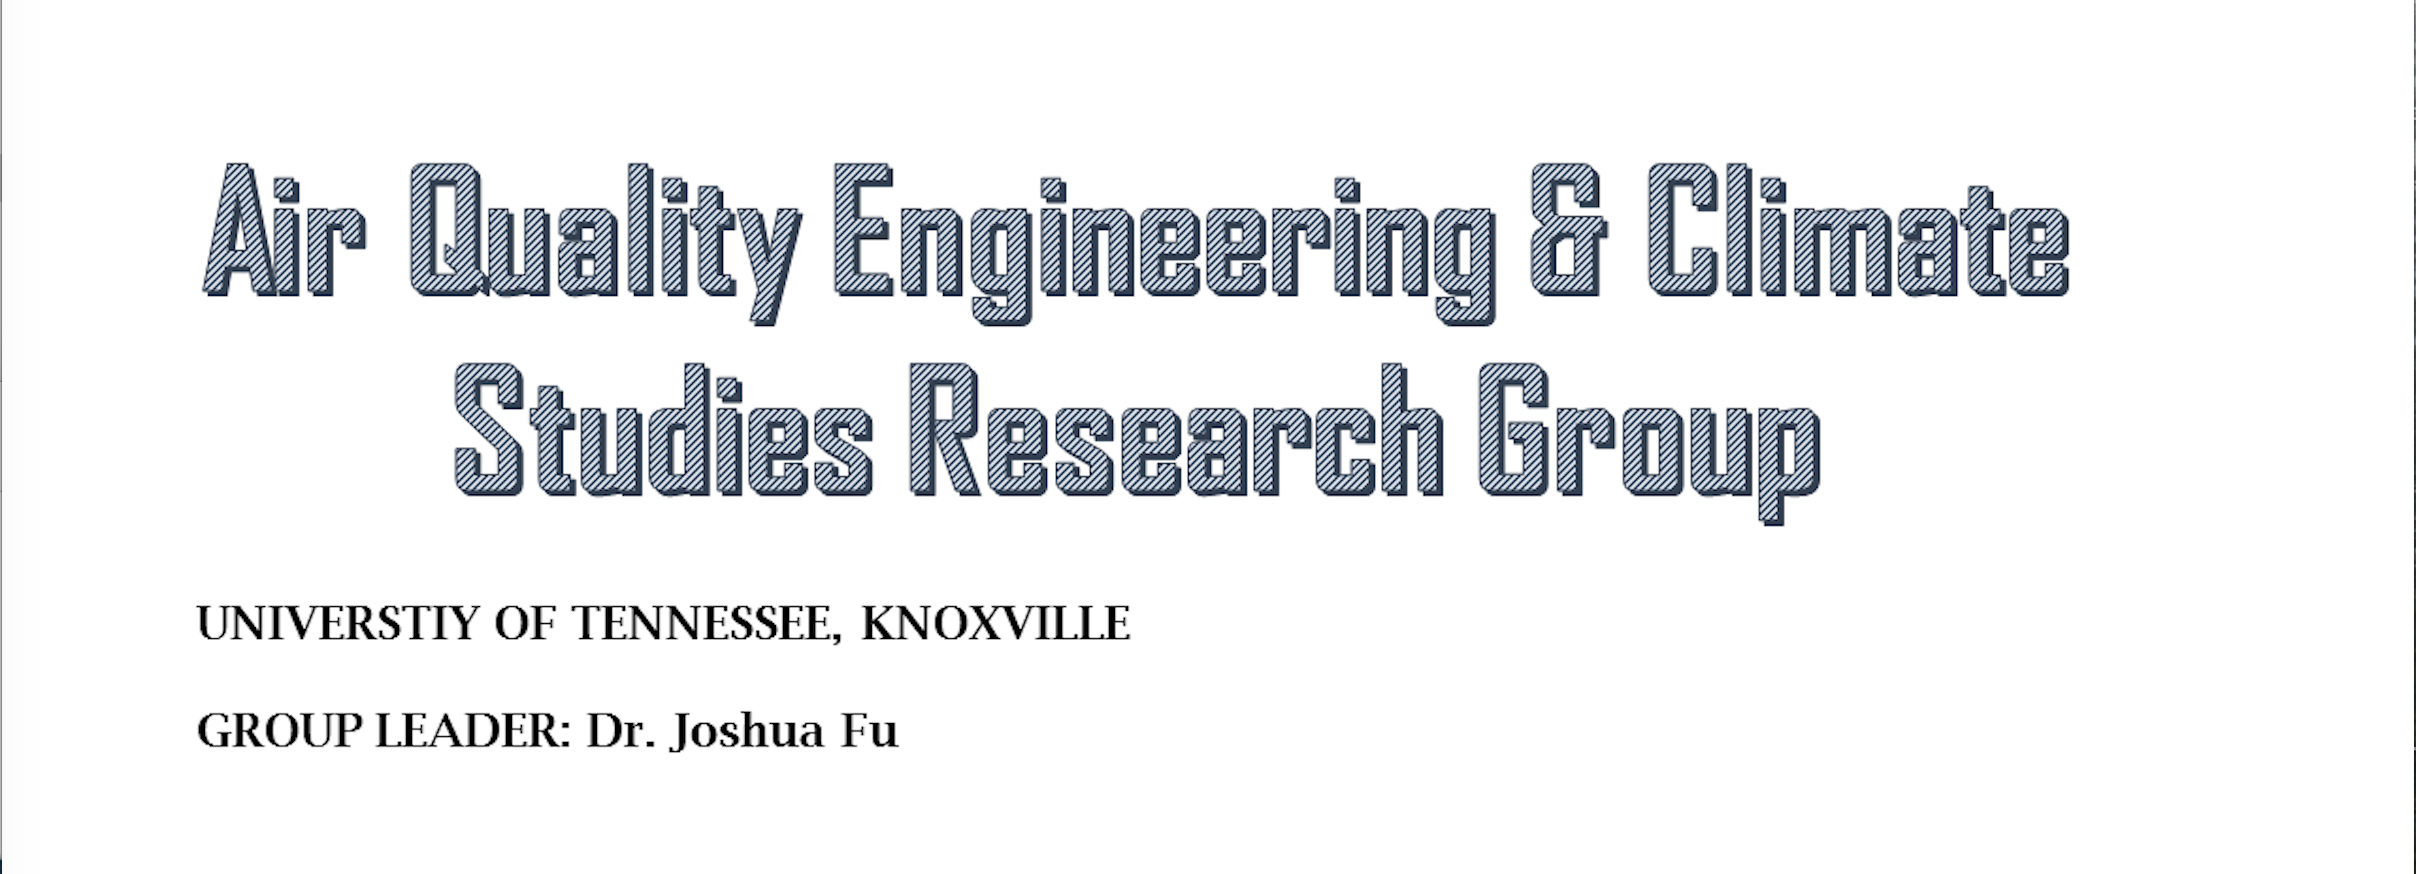 Air Quality Engineering & Climate
Studies Research Group
UNIVERSTIY OF TENNESSEE, KNOXVILLE
GROUP LEADER: Dr. Joshua Fu